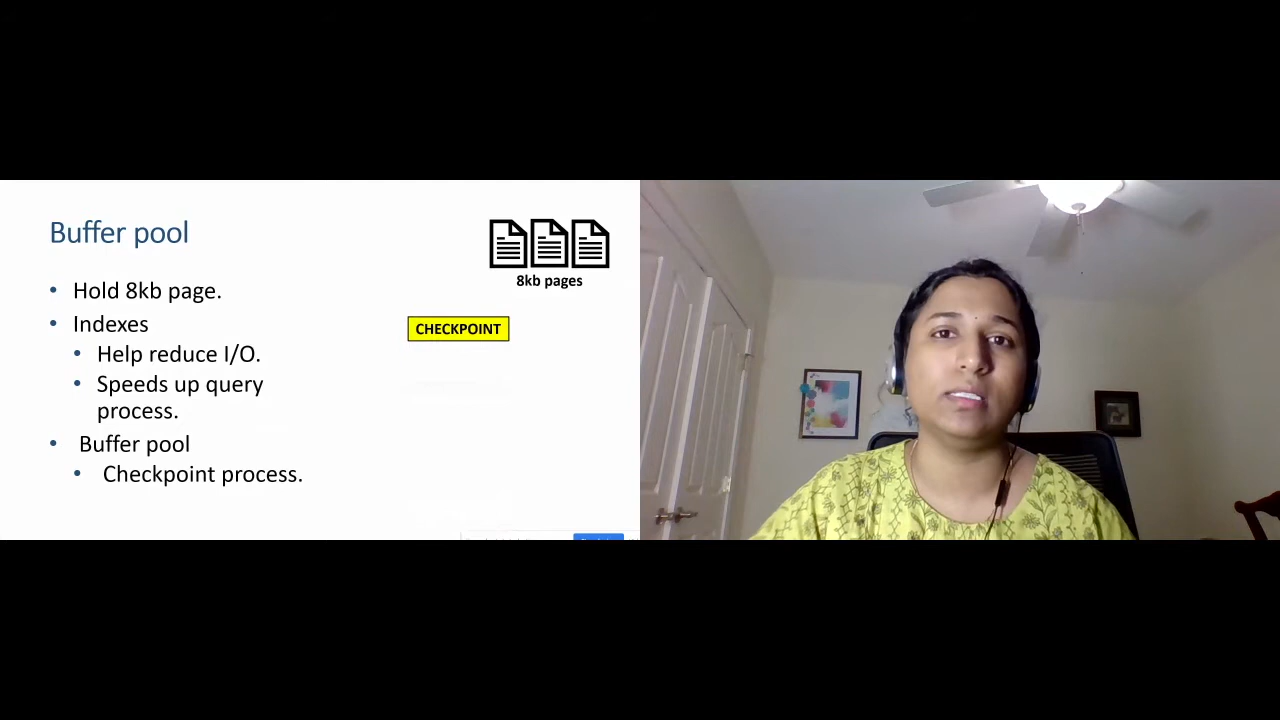 Buffer pool
8kb pages
• Hold 8kb page.
• Indexes
CHECKPOINT
• Help reduce I/O.
• Speeds up query
process.
• Buffer pool
• Checkpoint process.